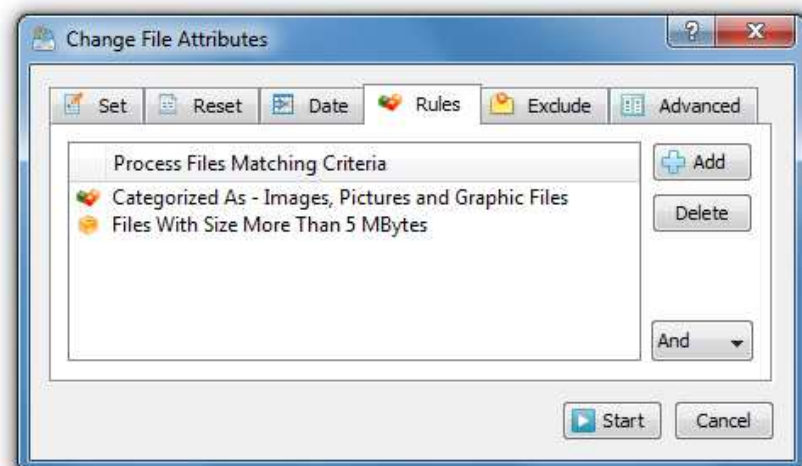 Change File Attributes
?
Set Reset Date Rules Exclude Advanced
Process Files Matching Criteria
Add
Categorized As - Images, Pictures and Graphic Files
Files With Size More Than 5 MBytes
Delete
And
Start Cancel